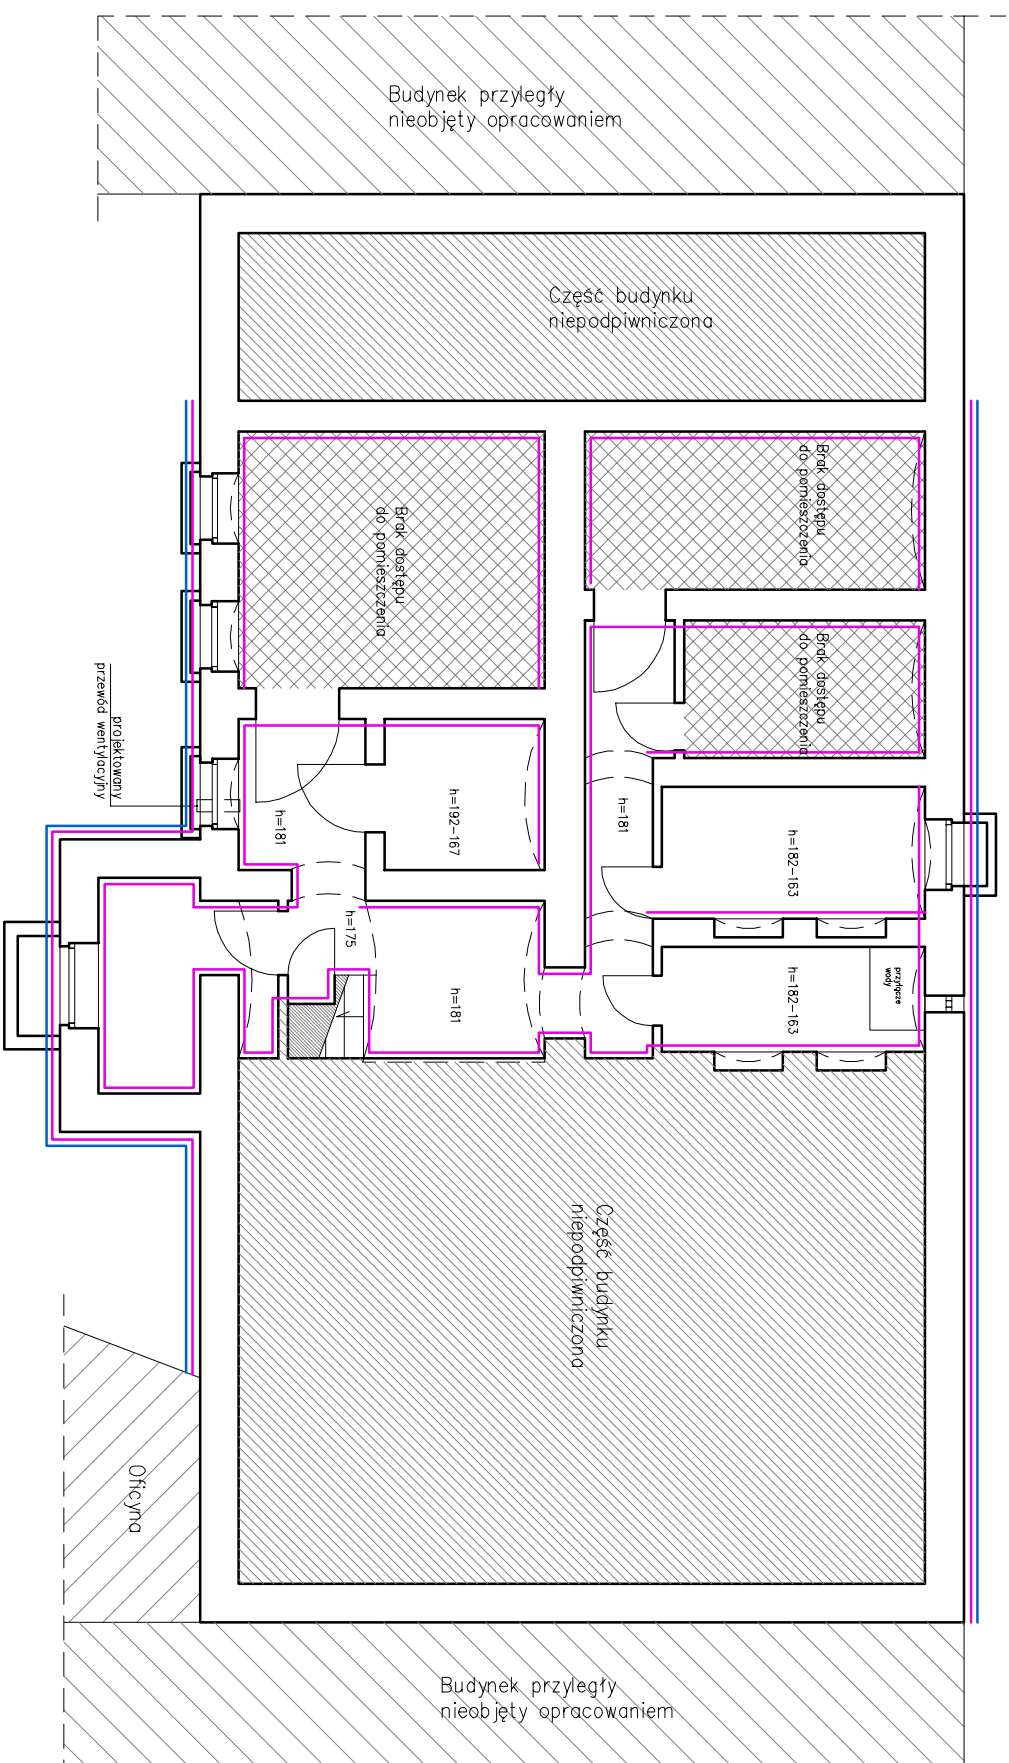 Budynek przyległy
nieobjęty opracowaniem
Część budynku
niepodpiwniczona
Brak dostępu
do pomieszczenia
Brak dostępu
do pomieszczenia
Brak dostępu
do pomieszczenia
projektowany
przewód wentylacyjny
h=181
h=192-167
h=181
h=182-163
h=175
h=181
h=182-163
przyłącze
wody
Część budynku
niepodpiwniczona
Oficyna
Budynek przyległy
nieobjęty opracowaniem